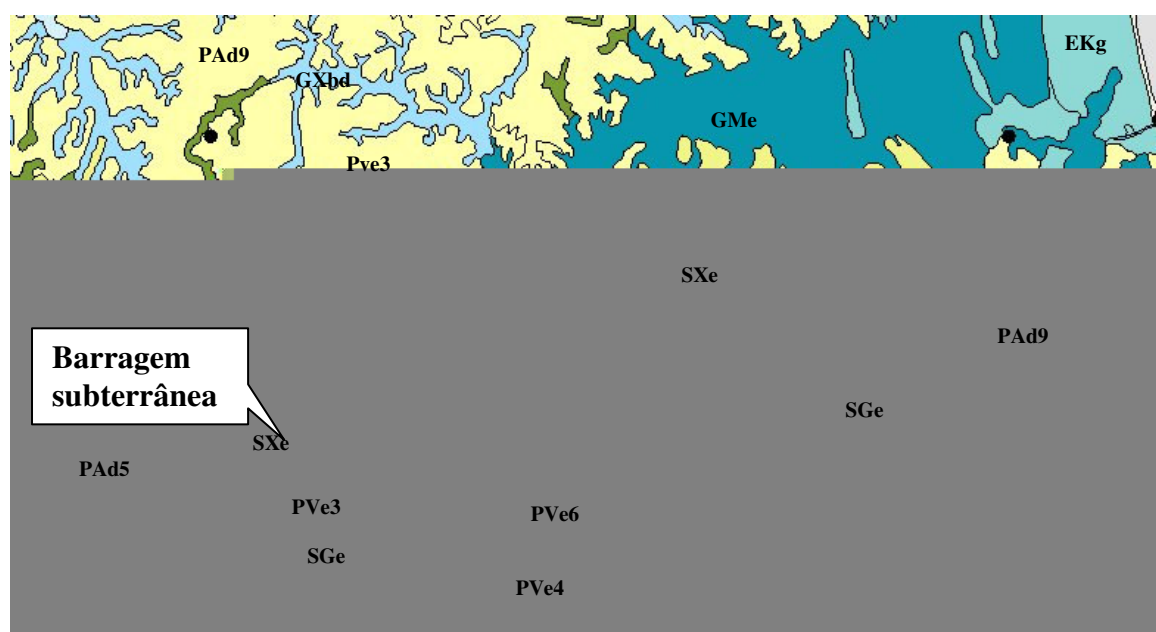 EKg
PAd9
GXbd
GMe
Pve3
SXe
PAd9
Barragem
subterrânea
SGe
SXe
PAd5
PVe3
PVe6
SGe
PVe4